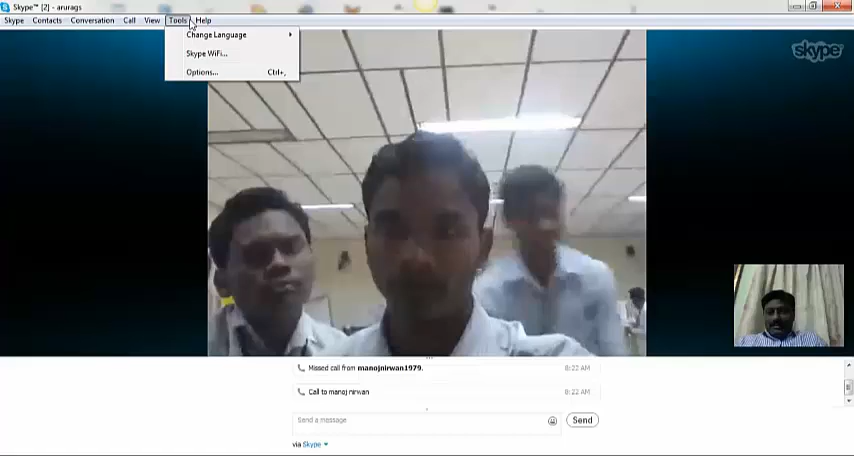 Skype™ [2] - arurags
Skype Contacts Conversation Call View Tools Help
Change Language
Skype WiFi...
Options... Ctrl+,
skype
Missed call from manojnirwan1979. 8:22 AM
Call to manoj nirwan 8:22 AM
Send a message Send
via Skype